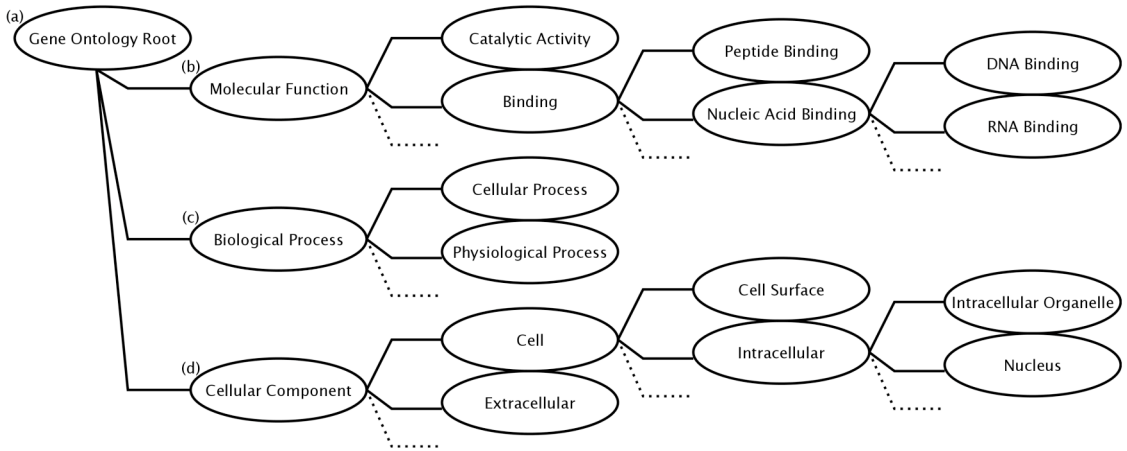 (a)
Gene Ontology Root
(b)
Molecular Function
Catalytic Activity
Binding
Peptide Binding
Nucleic Acid Binding
DNA Binding
RNA Binding
(c)
Biological Process
Cellular Process
Physiological Process
(d)
Cellular Component
Cell
Extracellular
Cell Surface
Intracellular
Intracellular Organelle
Nucleus